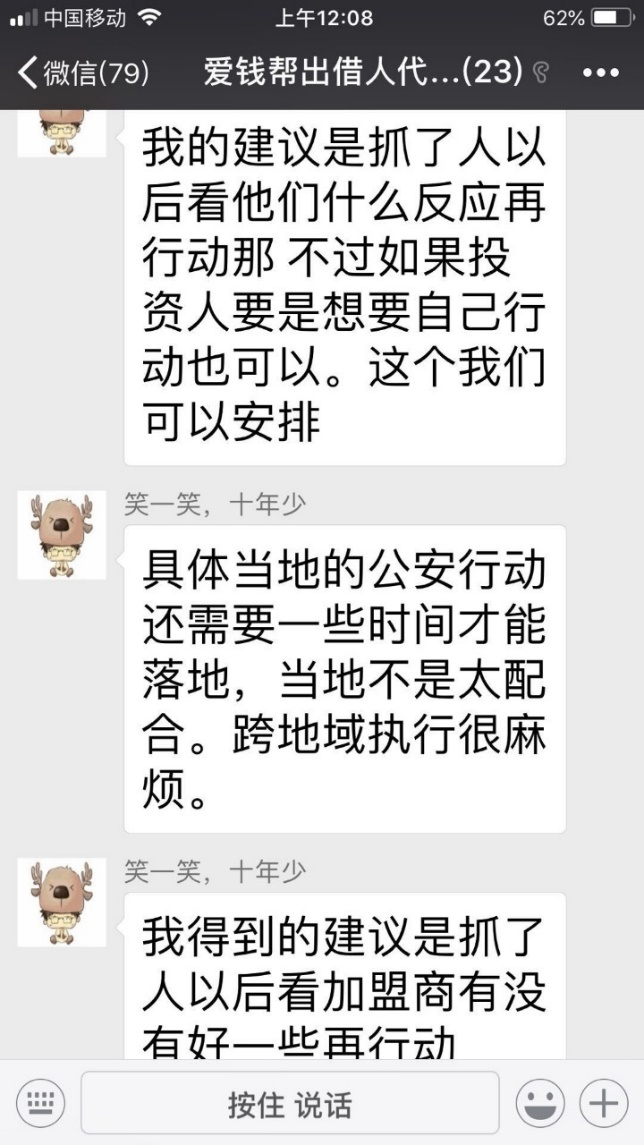 中国移动 上午12:08 62%
微信(79) 爱钱帮出借人代...(23)
我的建议是抓了人以
后看他们什么反应再
行动那 不过如果投
资人要是想要自己行
动也可以。这个我们
可以安排
笑一笑，十年少
具体当地的公安行动
还需要一些时间才能
落地，当地不是太配
合。跨地域执行很麻
烦。
笑一笑，十年少
我得到的建议是抓了
人以后看加盟商有没
有好一些再行动
按住 说话